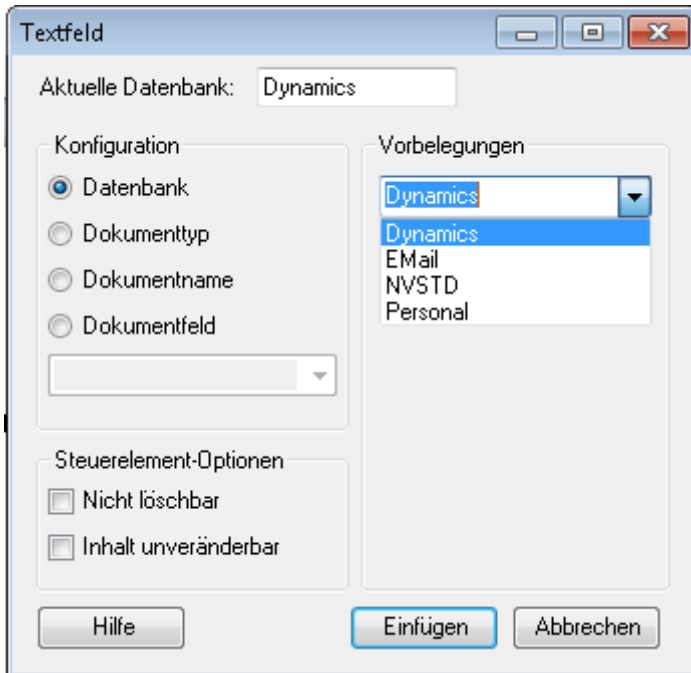 Textfeld
Aktuelle Datenbank: Dynamics
Konfiguration
Datenbank
Dokumenttyp
Dokumentname
Dokumentfeld
Steuerelement-Optionen
Nicht löschbar
Inhalt unveränderbar
Vorbelegungen
Dynamics
Dynamics
EMail
NVSTD
Personal
Hilfe
Einfügen
Abbrechen